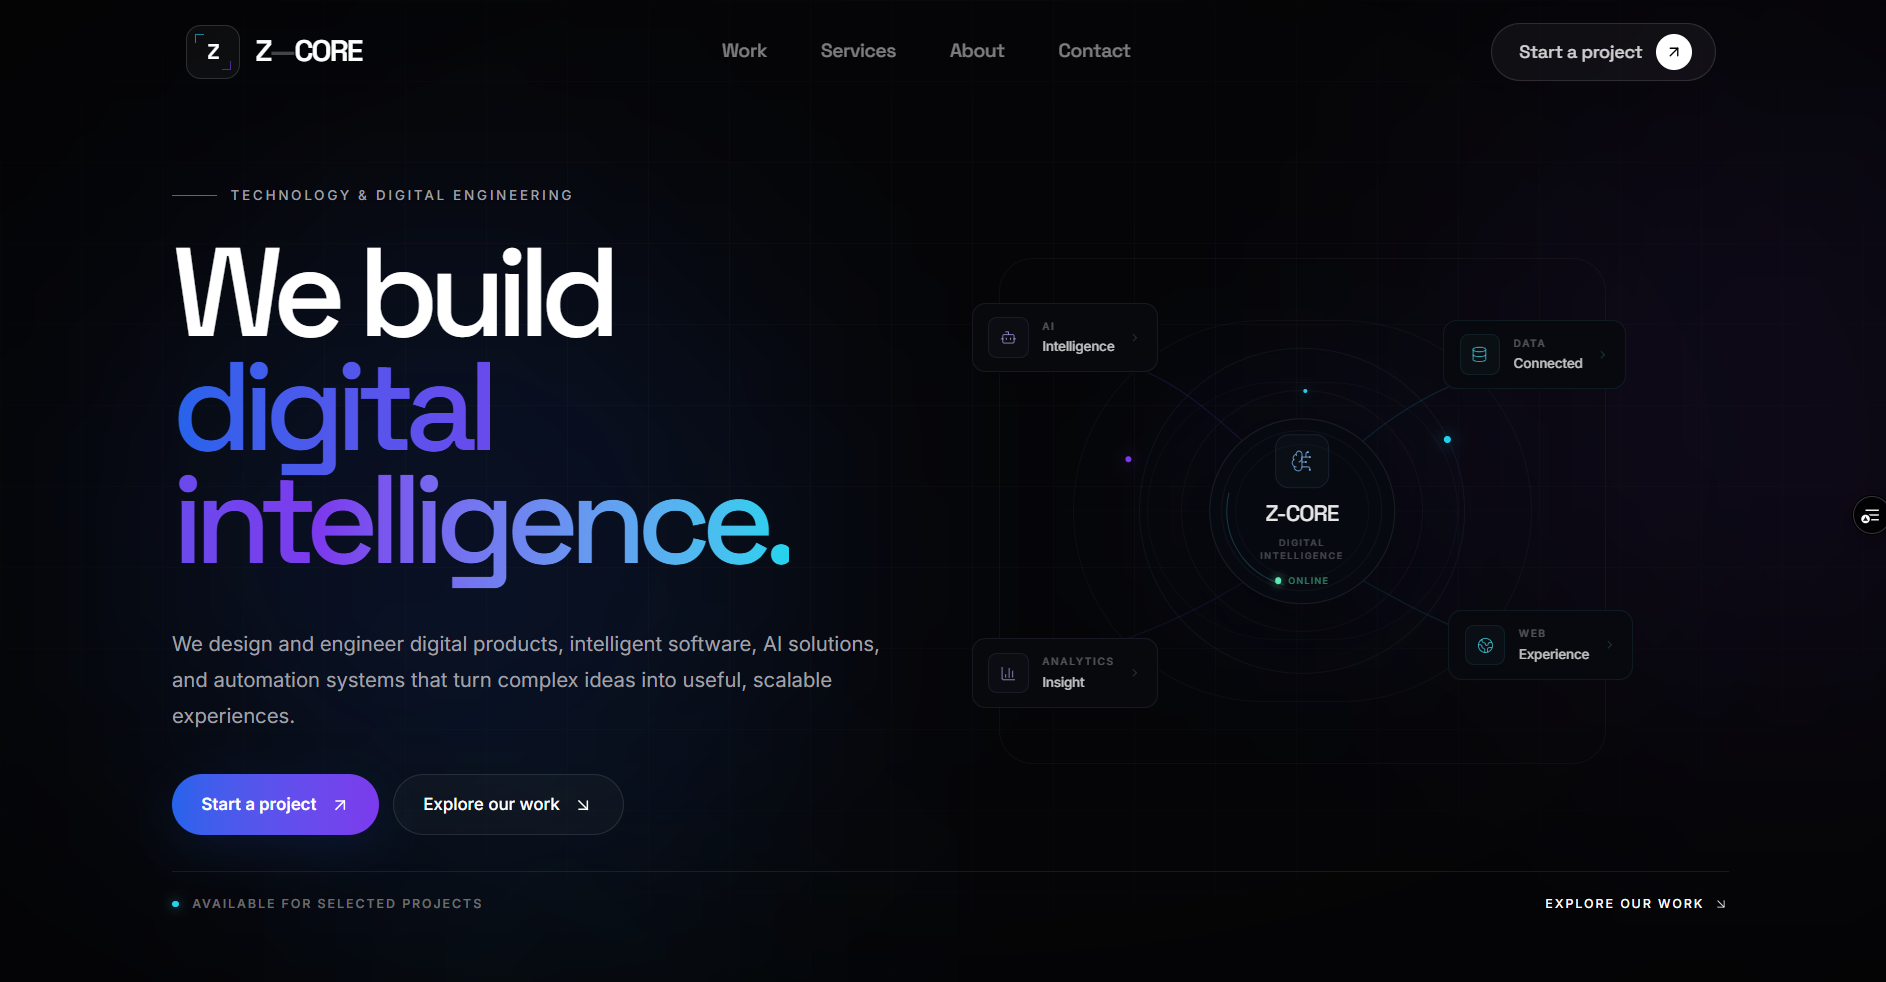 Z
Z—CORE
Work
Services
About
Contact
Start a project
TECHNOLOGY & DIGITAL ENGINEERING
We build
digital
intelligence.
We design and engineer digital products, intelligent software, AI solutions,
and automation systems that turn complex ideas into useful, scalable
experiences.
Start a project
Explore our work
AI
Intelligence
DATA
Connected
Z-CORE
DIGITAL
INTELLIGENCE
ONLINE
ANALYTICS
Insight
WEB
Experience
AVAILABLE FOR SELECTED PROJECTS
EXPLORE OUR WORK